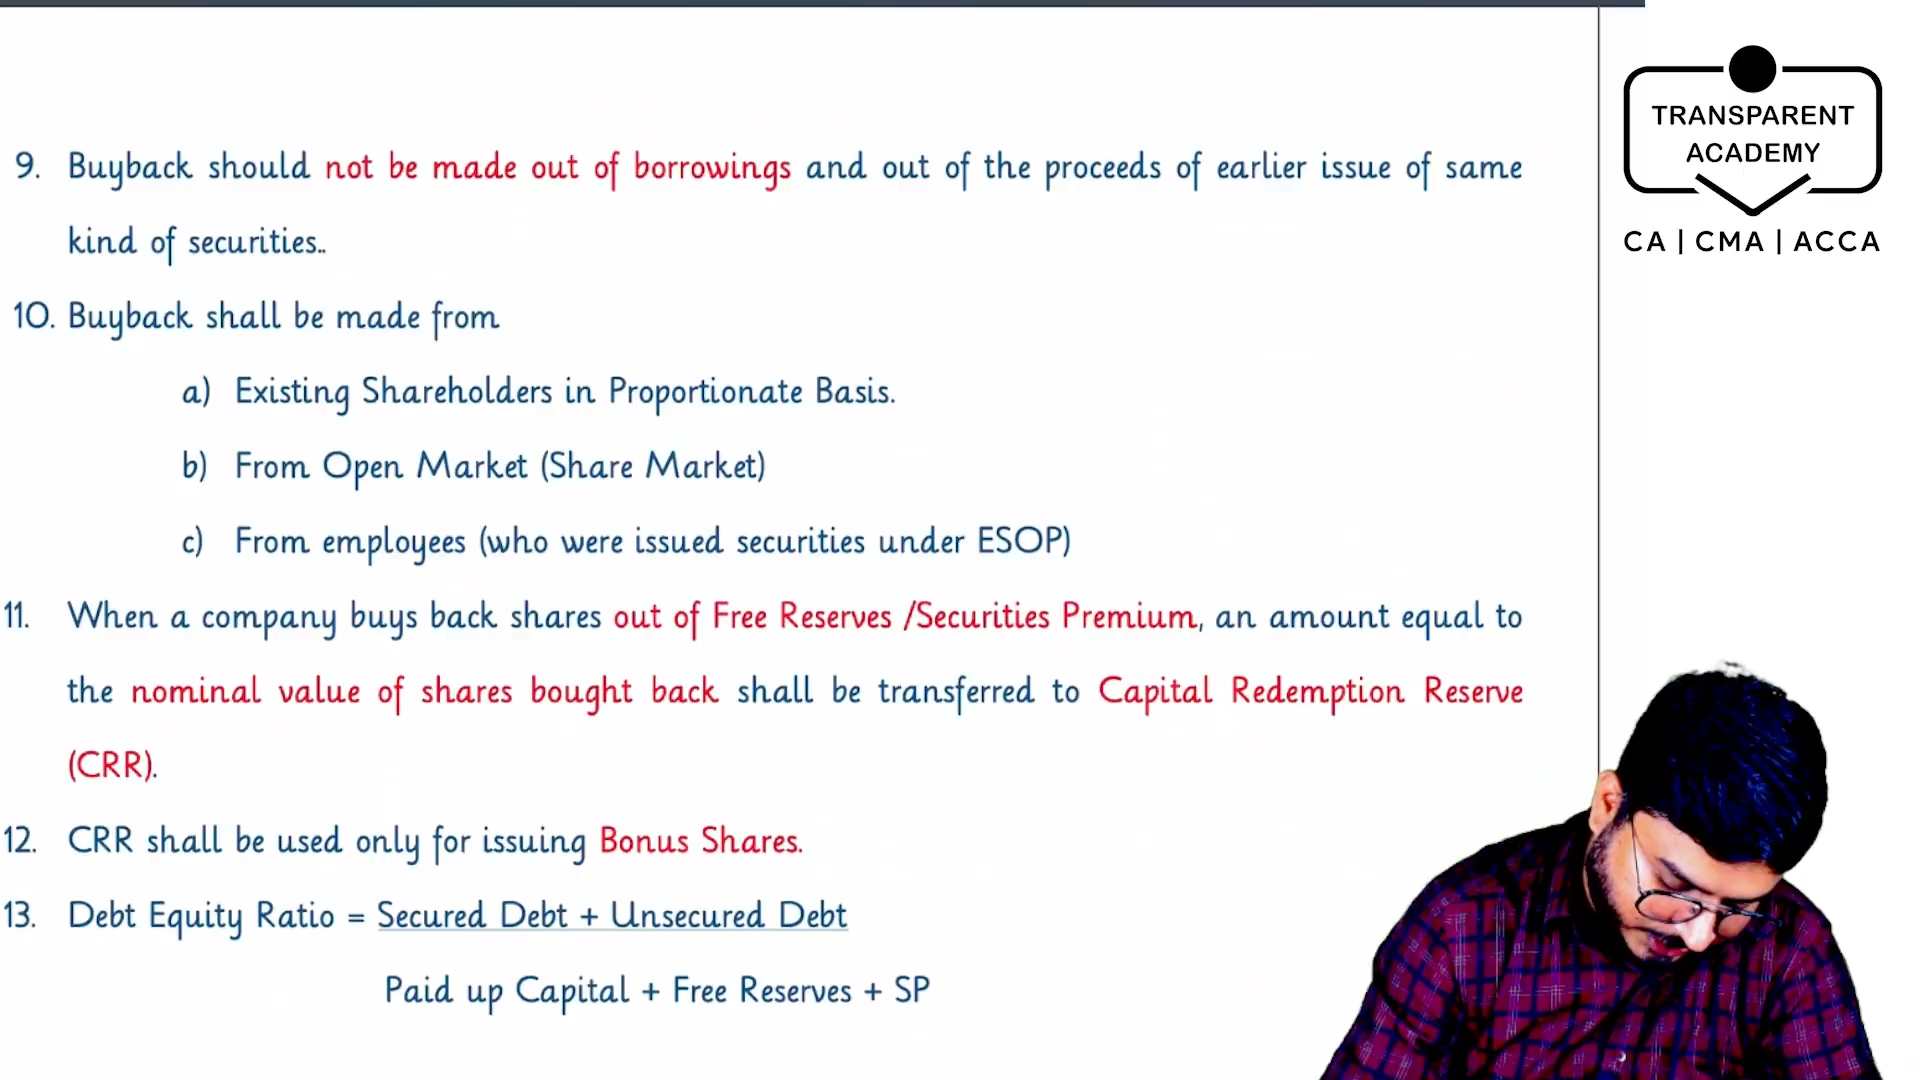 9. Buyback should not be made out of borrowings and out of the proceeds of earlier issue of same
kind of securities..
10. Buyback shall be made from
a) Existing Shareholders in Proportionate Basis.
b) From Open Market (Share Market)
c) From employees (who were issued securities under ESOP)
11. When a company buys back shares out of Free Reserves /Securities Premium, an amount equal to
the nominal value of shares bought back shall be transferred to Capital Redemption Reserve
(CRR).
12. CRR shall be used only for issuing Bonus Shares.
13. Debt Equity Ratio = Secured Debt + Unsecured Debt
Paid up Capital + Free Reserves + SP
TRANSPARENT
ACADEMY
CA | CMA | ACCA